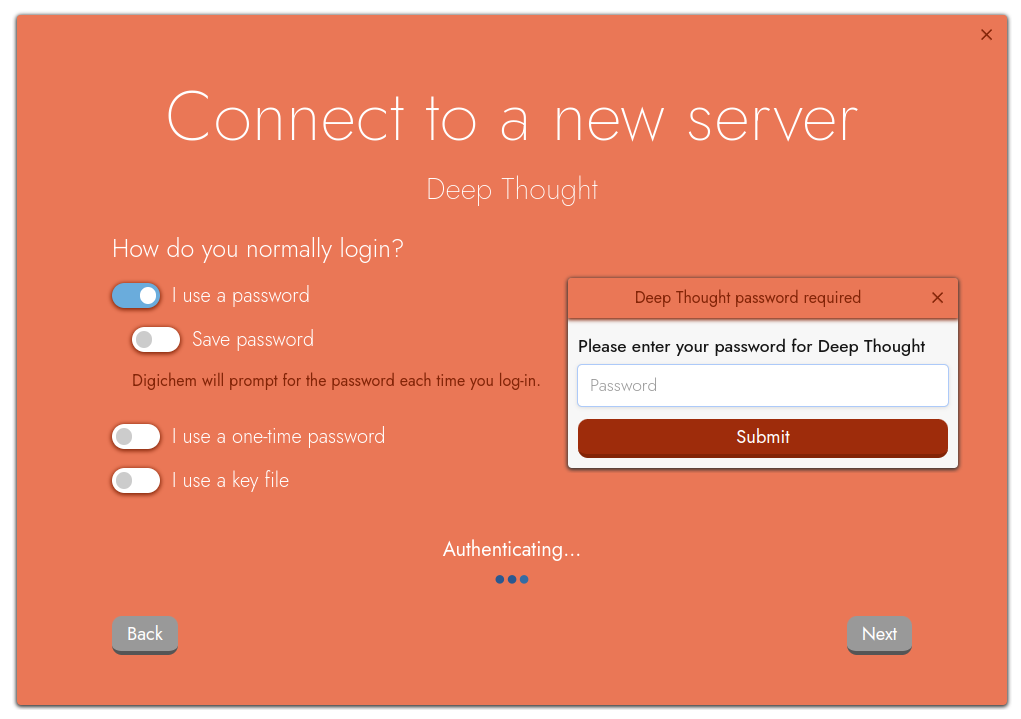 Connect to a new server
Deep Thought
How do you normally login?
I use a password
Save password
Digichem will prompt for the password each time you log-in.
I use a one-time password
I use a key file
Deep Thought password required
Please enter your password for Deep Thought
Password
Submit
Authenticating...
Back
Next